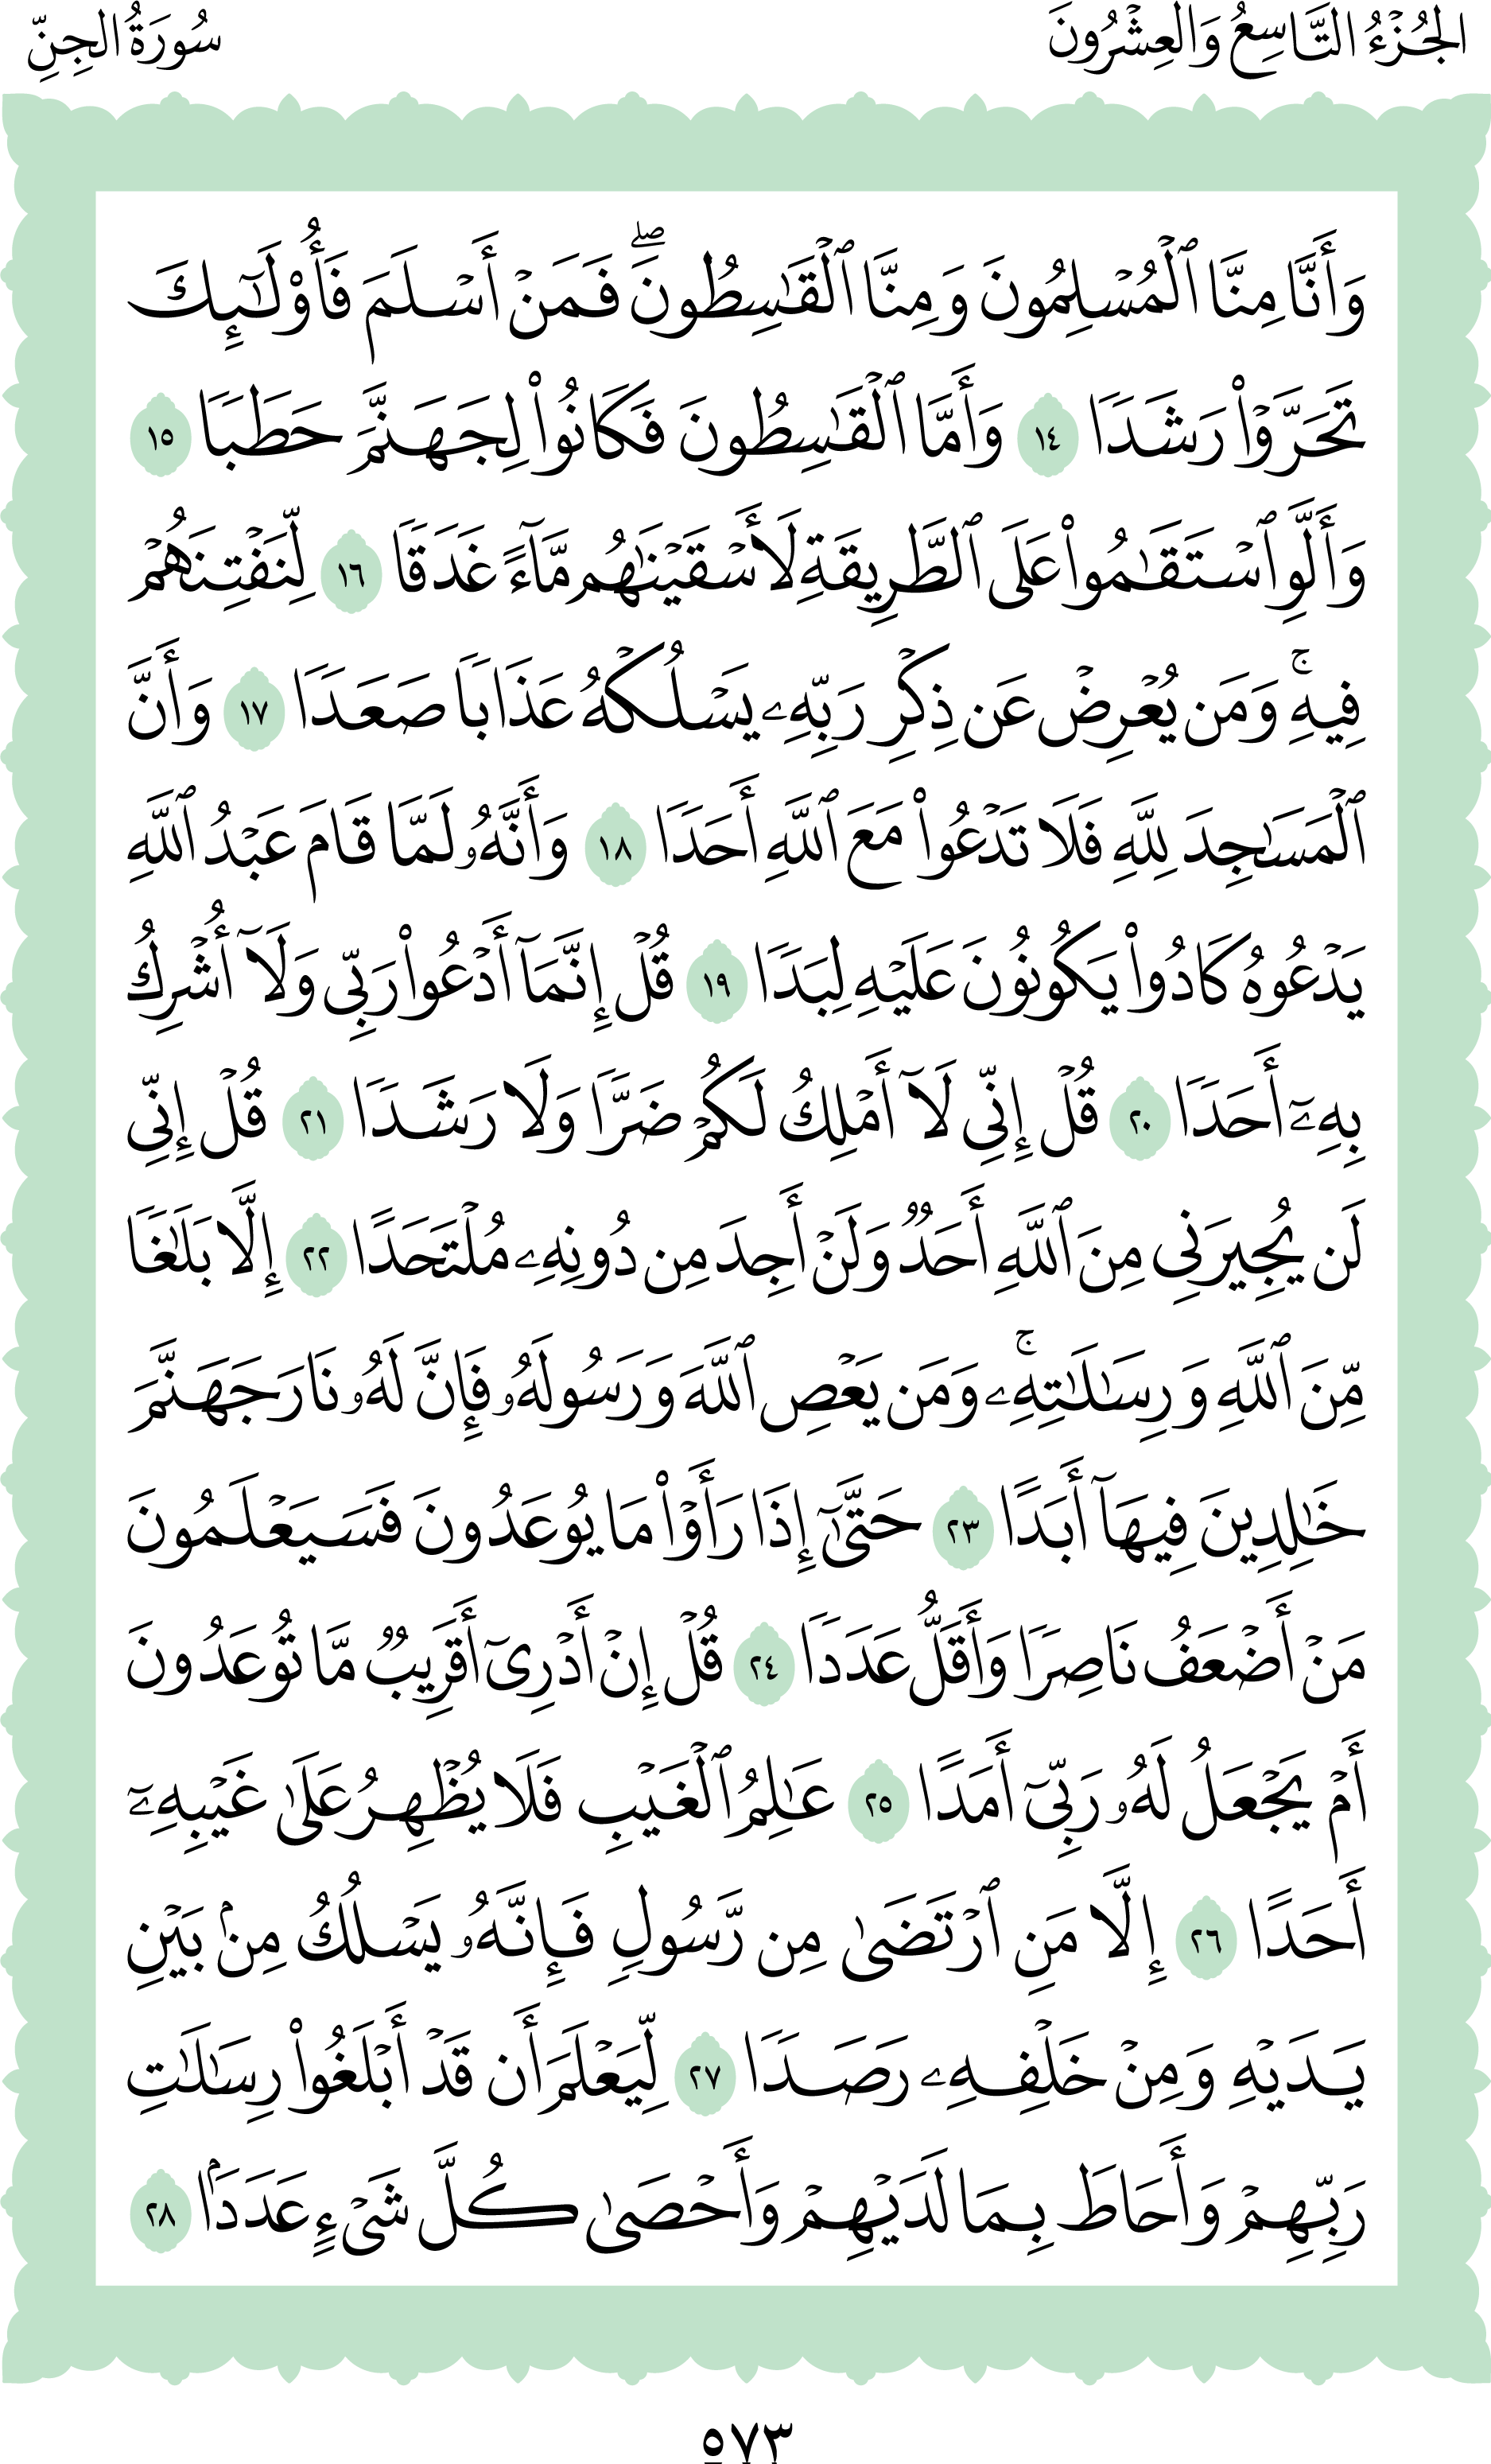 الجُزْءُ التَّاسِعُ وَالعِشْرُونَ
سُورَةُ الجِنِّ
وَأَنَّا مِنَّا ٱلْمُسْلِمُونَ وَمِنَّا ٱلْقَٰسِطُونَۖ فَمَنْ أَسْلَمَ فَأُوْلَٰٓئِكَ
تَحَرَّوْاْ رَشَدًا ١٤ وَأَمَّا ٱلْقَٰسِطُونَ فَكَانُواْ لِجَهَنَّمَ حَطَبًا ١٥
وَأَلَّوِ ٱسْتَقَٰمُواْ عَلَى ٱلطَّرِيقَةِ لَأَسْقَيْنَٰهُم مَّآءً غَدَقًا ١٦ لِّنَفْتِنَهُمْ
فِيهِۚ وَمَن يُعْرِضْ عَن ذِكْرِ رَبِّهِۦ يَسْلُكْهُ عَذَابًا صَعَدًا ١٧ وَأَنَّ
ٱلْمَسَٰجِدَ لِلَّهِ فَلَا تَدْعُواْ مَعَ ٱللَّهِ أَحَدًا ١٨ وَأَنَّهُۥ لَمَّا قَامَ عَبْدُ ٱللَّهِ
يَدْعُوهُ كَادُواْ يَكُونُونَ عَلَيْهِ لِبَدًا ١٩ قُلْ إِنَّمَآ أَدْعُواْ رَبِّى وَلَآ أُشْرِكُ
بِهِۦٓ أَحَدًا ٢٠ قُلْ إِنِّى لَآ أَمْلِكُ لَكُمْ ضَرًّا وَلَا رَشَدًا ٢١ قُلْ إِنِّى
لَن يُجِيرَنِى مِنَ ٱللَّهِ أَحَدٌ وَلَنْ أَجِدَ مِن دُونِهِۦ مُلْتَحَدًا ٢٢ إِلَّا بَلَٰغًا
مِّنَ ٱللَّهِ وَرِسَٰلَٰتِهِۦۚ وَمَن يَعْصِ ٱللَّهَ وَرَسُولَهُۥ فَإِنَّ لَهُۥ نَارَ جَهَنَّمَ
خَٰلِدِينَ فِيهَآ أَبَدًا ٢٣ حَتَّىٰٓ إِذَا رَأَوْاْ مَا يُوعَدُونَ فَسَيَعْلَمُونَ
مَنْ أَضْعَفُ نَاصِرًا وَأَقَلُّ عَدَدًا ٢٤ قُلْ إِنْ أَدْرِىٓ أَقَرِيبٌ مَّا تُوعَدُونَ
أَمْ يَجْعَلُ لَهُۥ رَبِّىٓ أَمَدًا ٢٥ عَٰلِمُ ٱلْغَيْبِ فَلَا يُظْهِرُ عَلَىٰ غَيْبِهِۦٓ
أَحَدًا ٢٦ إِلَّا مَنِ ٱرْتَضَىٰ مِن رَّسُولٍ فَإِنَّهُۥ يَسْلُكُ مِنۢ بَيْنِ
يَدَيْهِ وَمِنْ خَلْفِهِۦ رَصَدًا ٢٧ لِّيَعْلَمَ أَن قَدْ أَبْلَغُواْ رِسَٰلَٰتِ
رَبِّهِمْ وَأَحَاطَ بِمَا لَدَيْهِمْ وَأَحْصَىٰ كُلَّ شَىْءٍ عَدَدَۢا ٢٨
٥٧٣